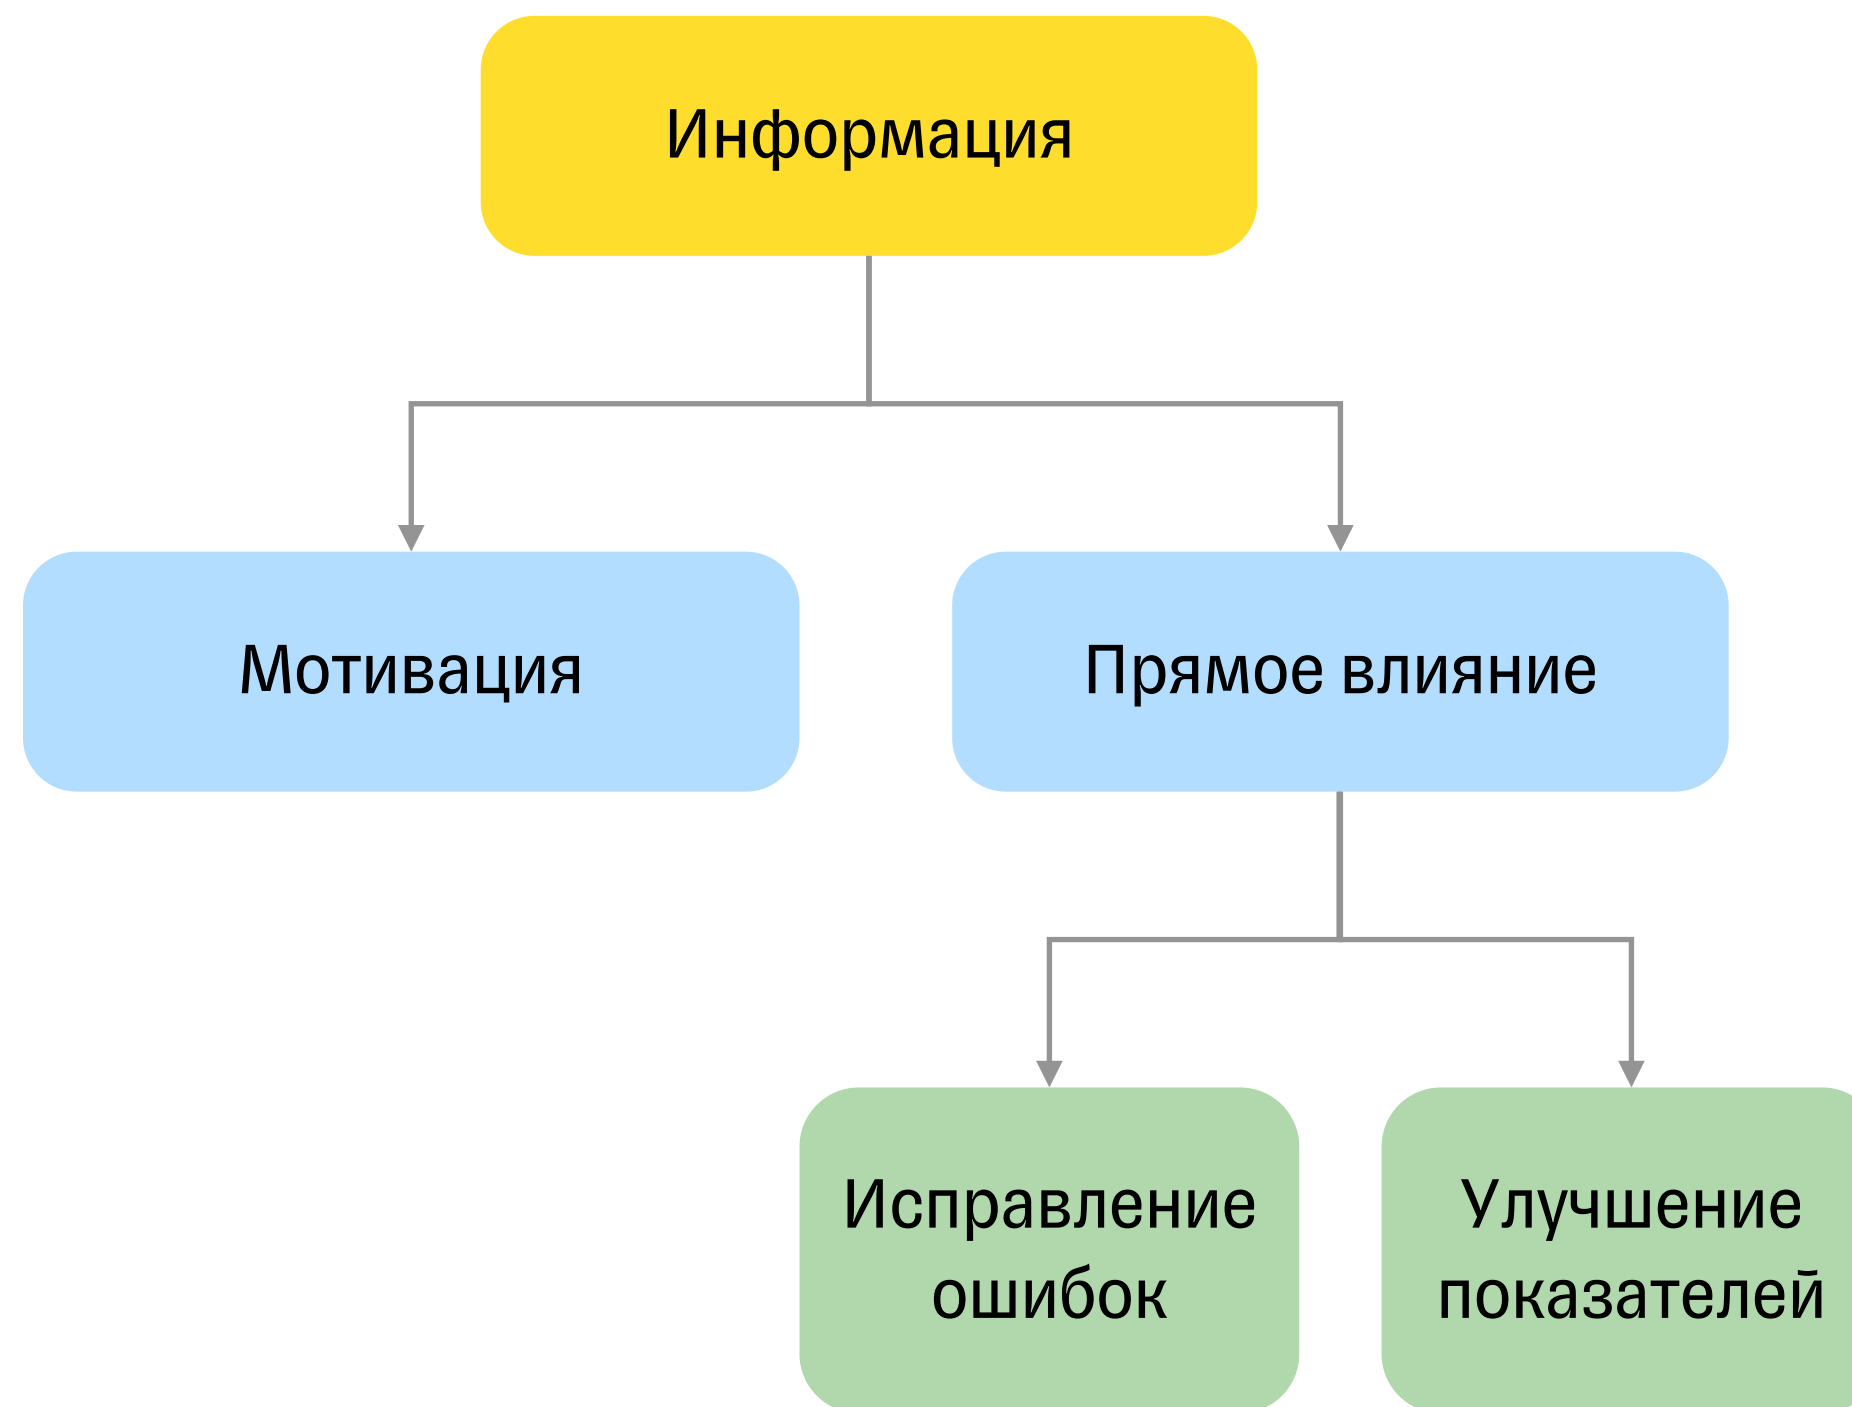 Информация
Мотивация
Прямое влияние
Исправление
ошибок
Улучшение
показателей